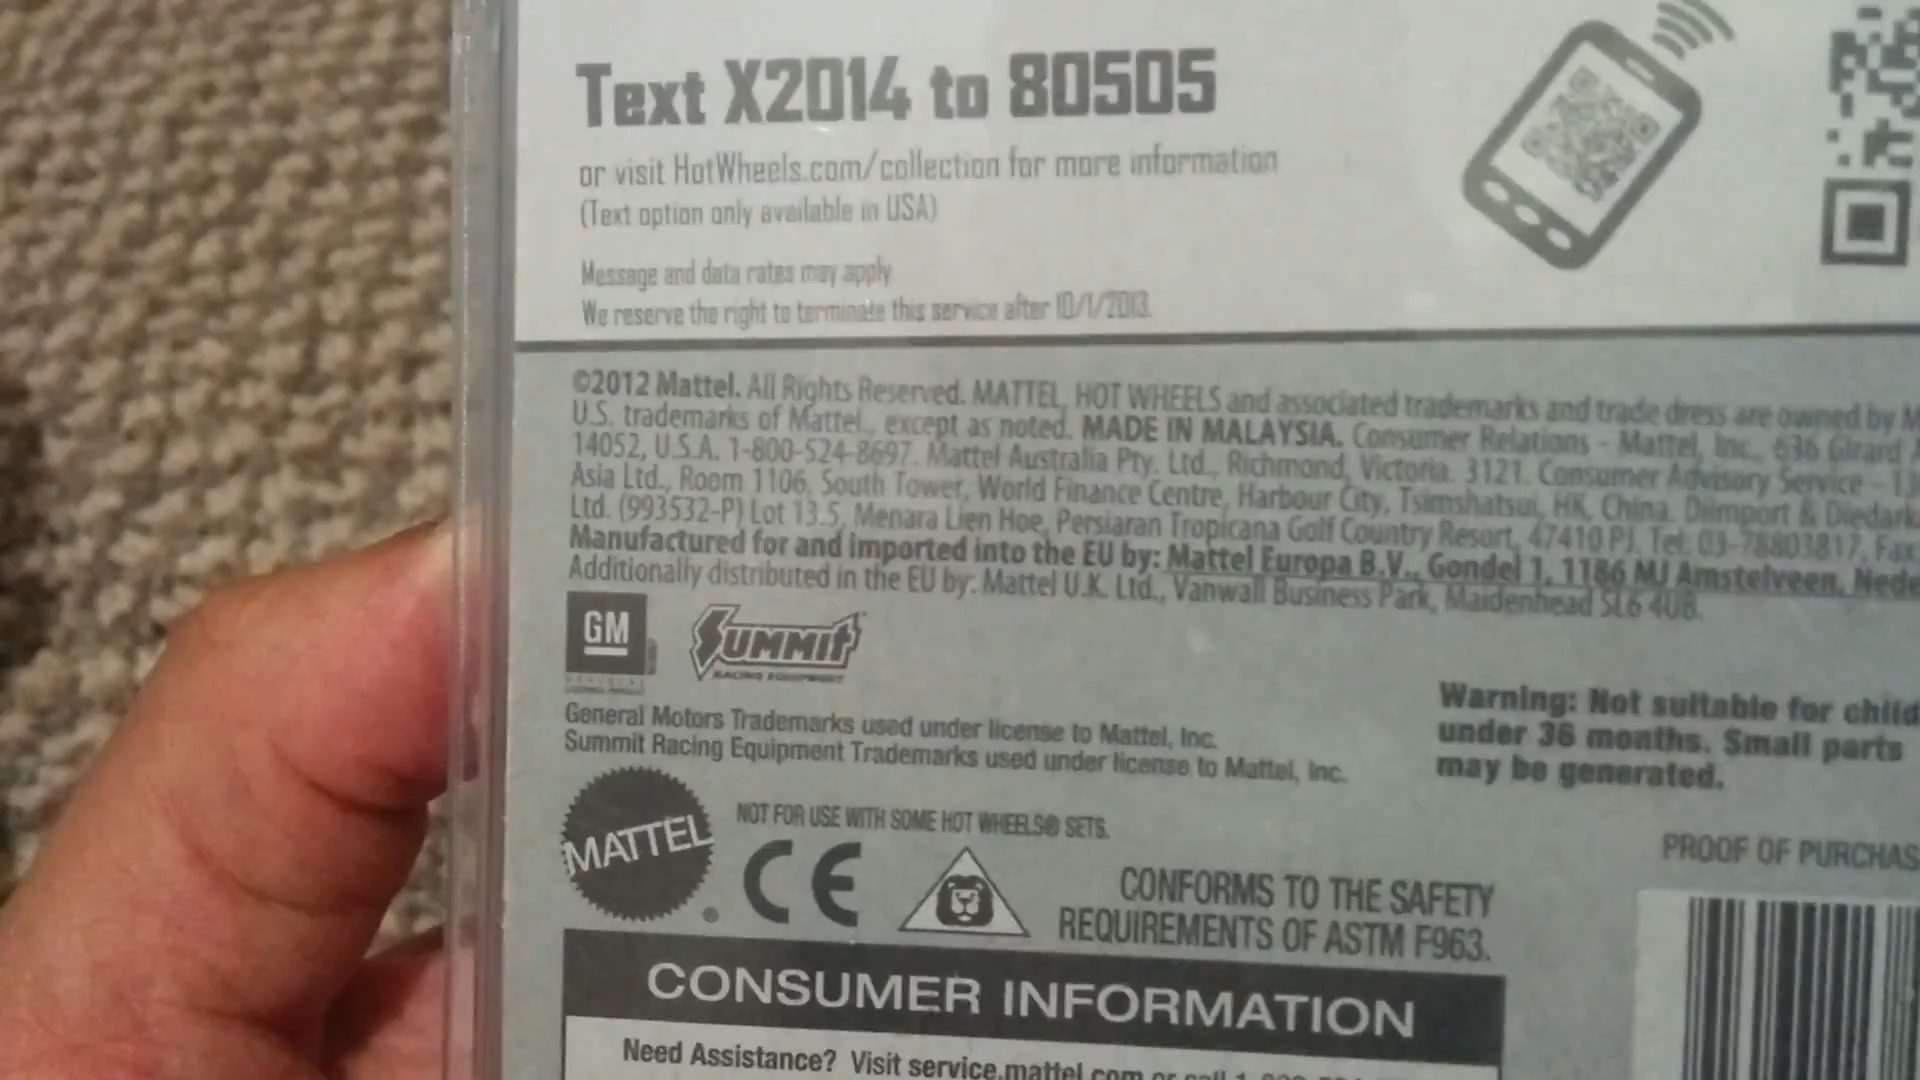 Text X2014 to 80505
or visit HotWheels.com/collection for more information
(Text option only available in USA)
Message and data rates may apply
We reserve the right to terminate this service after 10/1/2013.
©2012 Mattel. All Rights Reserved. MATTEL, HOT WHEELS and associated trademarks and trade dress are owned by
U.S. trademarks of Mattel., except as noted. MADE IN MALAYSIA. Consumer Relations - Mattel, Inc., 636 Girard
14052, U.S.A. 1-800-524-8697. Mattel Australia Pty. Ltd., Richmond, Victoria. 3121. Consumer Advisory Service -
Asia Ltd., Room 1106, South Tower, World Finance Centre, Harbour City, Tsimshatsui, HK, China. Diimport & Diedark
Ltd. (993532-P) Lot 13.5, Menara Lien Hoe, Persiaran Tropicana Golf Country Resort, 47410 PJ. Tel: 03-78803817, Fax:
Manufactured for and imported into the EU by: Mattel Europa B.V., Gondel 1, 1186 MJ Amstelveen, Nede
Additionally distributed in the EU by: Mattel U.K. Ltd., Vanwall Business Park, Maidenhead SL6 4UB.
GM
SUMMIT
RACING EQUIPMENT
General Motors Trademarks used under license to Mattel, Inc.
Summit Racing Equipment Trademarks used under license to Mattel, Inc.
Warning: Not suitable for child
under 36 months. Small parts
may be generated.
MATTEL ®
NOT FOR USE WITH SOME HOT WHEELS® SETS.
CE
CONFORMS TO THE SAFETY
REQUIREMENTS OF ASTM F963.
PROOF OF PURCHAS
CONSUMER INFORMATION
Need Assistance? Visit service.mattel.com or call